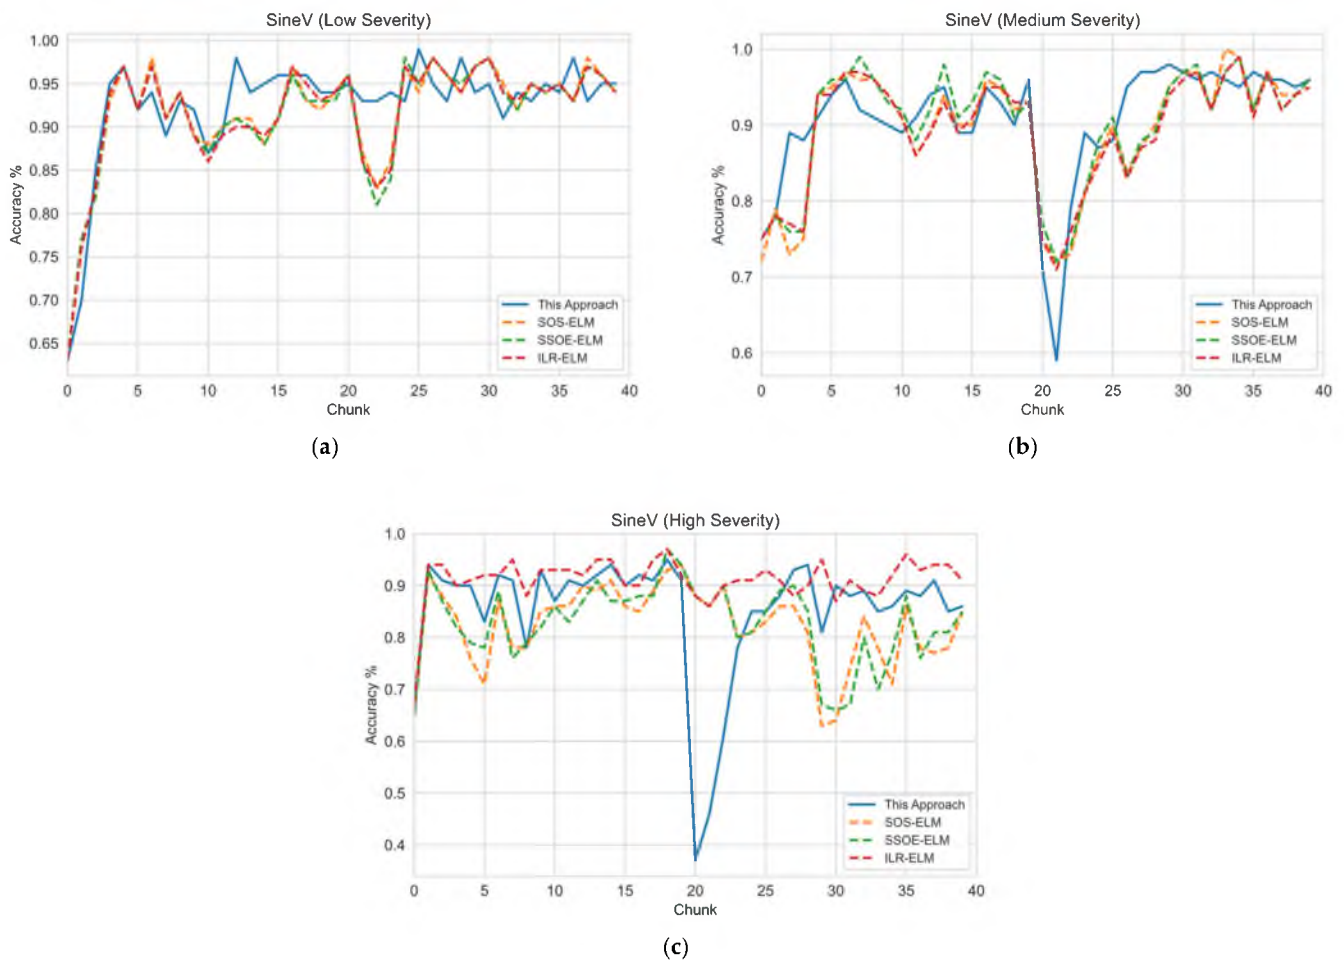 SineV (Low Severity)
1.00
0.95
0.90
0.85
0.80
0.75
0.70
0.65
Accuracy %
This Approach
SOS-ELM
SSOE-ELM
ILR-ELM
0 5 10 15 20 25 30 35 40
Chunk
(a)
SineV (Medium Severity)
1.0
0.9
0.8
0.7
0.6
Accuracy %
This Approach
SOS-ELM
SSOE-ELM
ILR-ELM
0 5 10 15 20 25 30 35 40
Chunk
(b)
SineV (High Severity)
1.0
0.9
0.8
0.7
0.6
0.5
0.4
Accuracy %
This Approach
SOS-ELM
SSOE-ELM
ILR-ELM
0 5 10 15 20 25 30 35 40
Chunk
(c)